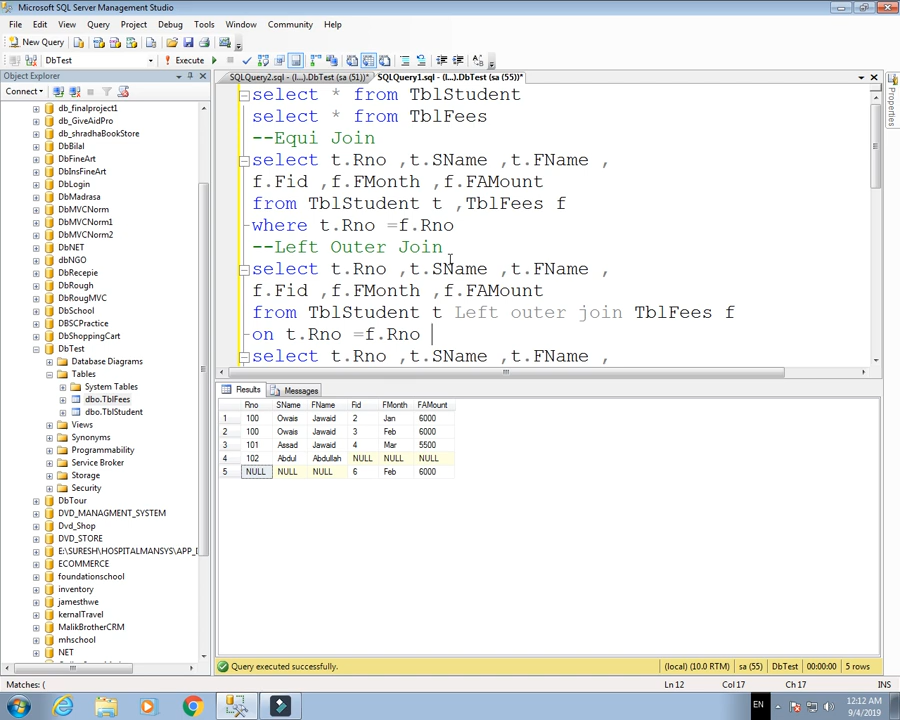 Microsoft SQL Server Management Studio
File Edit View Query Project Debug Tools Window Community Help
New Query
DbTest Execute
Object Explorer
Connect
db_finalproject1
db_GiveAidPro
db_shradhaBookStore
DbBilal
DbFineArt
DbInsFineArt
DbLogin
DbMadrasa
DbMVCNorm
DbMVCNorm1
DbMVCNorm2
DbNET
dbNGO
DbRecepie
DbRough
DbRougMVC
DbSchool
DBSCPractice
DbShoppingCart
DbTest
Database Diagrams
Tables
System Tables
dbo.TblFees
dbo.TblStudent
Views
Synonyms
Programmability
Service Broker
Storage
Security
DbTour
DVD_MANAGMENT_SYSTEM
Dvd_Shop
DVD_STORE
E:\SURESH\HOSPITALMANSYS\APP_D
ECOMMERCE
foundationschool
inventory
jamesthwe
kernalTravel
MalikBrotherCRM
mhschool
NET
SQLQuery2.sql - (l...).DbTest (sa (51))* SQLQuery1.sql - (l...).DbTest (sa (55))*
select * from TblStudent
select * from TblFees
--Equi Join
select t.Rno ,t.SName ,t.FName ,
f.Fid ,f.FMonth ,f.FAMount
from TblStudent t ,TblFees f
where t.Rno =f.Rno
--Left Outer Join
select t.Rno ,t.SName ,t.FName ,
f.Fid ,f.FMonth ,f.FAMount
from TblStudent t Left outer join TblFees f
on t.Rno =f.Rno
select t.Rno ,t.SName ,t.FName ,
Results Messages
Rno SName FName Fid FMonth FAMount
1 100 Owais Jawaid 2 Jan 6000
2 100 Owais Jawaid 3 Feb 6000
3 101 Assad Jawaid 4 Mar 5500
4 102 Abdul Abdullah NULL NULL NULL
5 NULL NULL NULL 6 Feb 6000
Query executed successfully. (local) (10.0 RTM) sa (55) DbTest 00:00:00 5 rows
Matches: ( Ln 12 Col 17 Ch 17 INS
Properties
EN 12:12 AM
9/4/2019